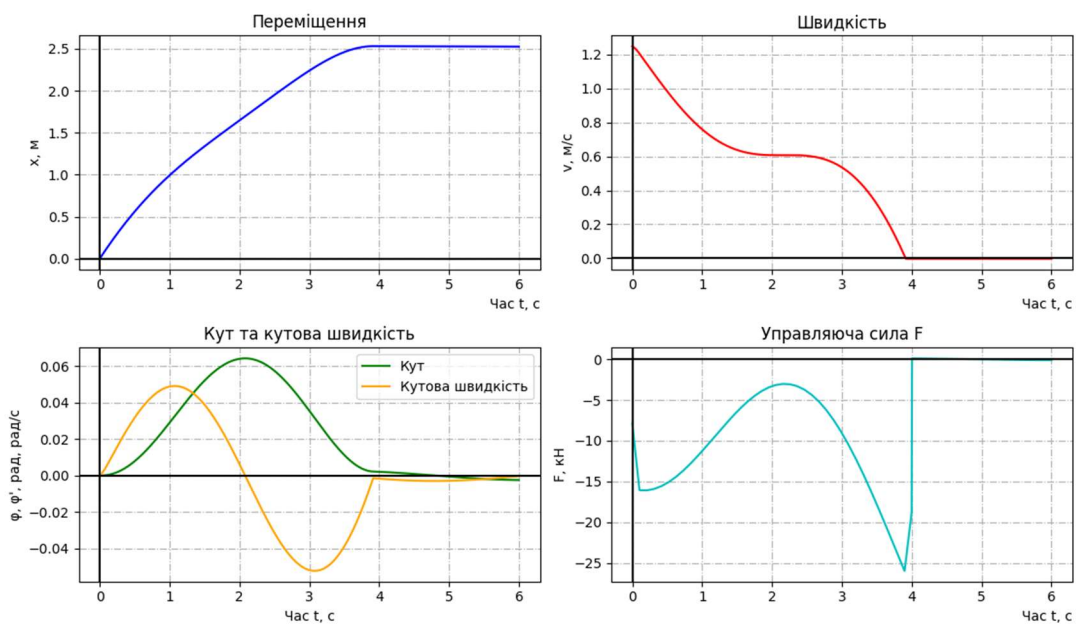 Переміщення
2.5
2.0
1.5
1.0
0.5
0.0
x, м
0 1 2 3 4 5 6
Час t, с
Швидкість
1.2
1.0
0.8
0.6
0.4
0.2
0.0
v, м/с
0 1 2 3 4 5 6
Час t, с
Кут та кутова швидкість
Кут
Кутова швидкість
0.06
0.04
0.02
0.00
−0.02
−0.04
φ, φ', рад, рад/с
0 1 2 3 4 5 6
Час t, с
Управляюча сила F
0
−5
−10
−15
−20
−25
F, кН
0 1 2 3 4 5 6
Час t, с